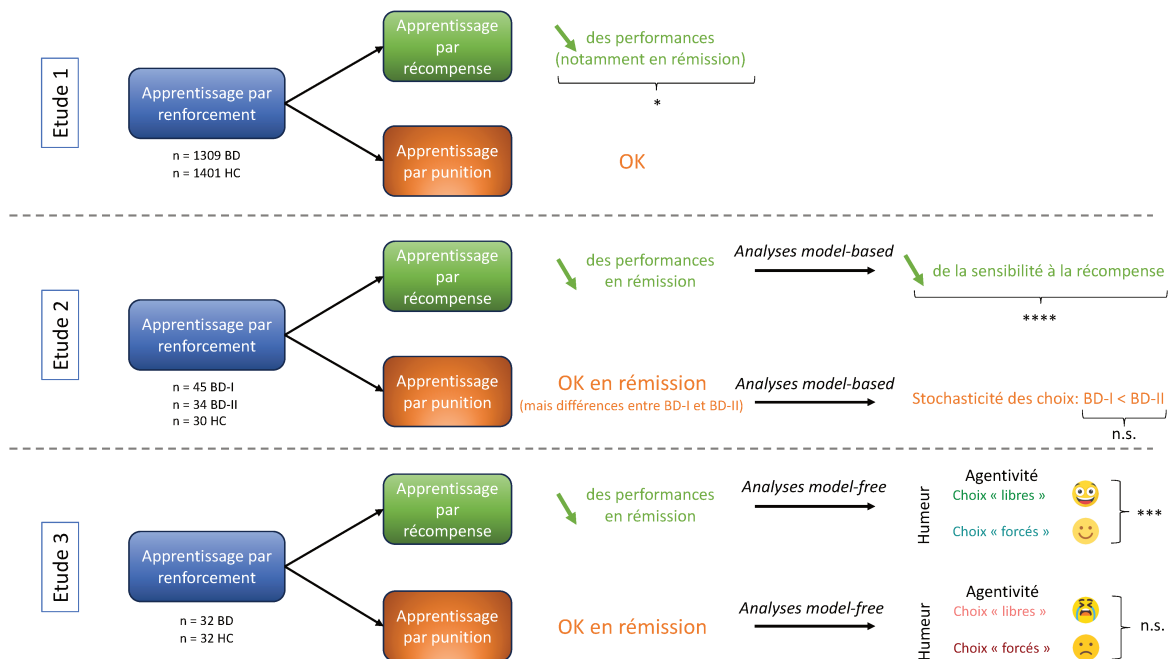 Etude 1
Apprentissage par
renforcement
n = 1309 BD
n = 1401 HC
Apprentissage
par
récompense
des performances
(notamment en rémission)
*
Apprentissage
par punition
OK
Etude 2
Apprentissage par
renforcement
n = 45 BD-I
n = 34 BD-II
n = 30 HC
Apprentissage
par
récompense
des performances
en rémission
Analyses model-based
de la sensibilité à la récompense
****
Apprentissage
par punition
OK en rémission
(mais différences entre BD-I et BD-II)
Analyses model-based
Stochasticité des choix: BD-I < BD-II
n.s.
Etude 3
Apprentissage par
renforcement
n = 32 BD
n = 32 HC
Apprentissage
par
récompense
des performances
en rémission
Analyses model-free
Humeur
Agentivité
Choix « libres »
Choix « forcés »
***
Apprentissage
par punition
OK en rémission
Analyses model-free
Humeur
Agentivité
Choix « libres »
Choix « forcés »
n.s.